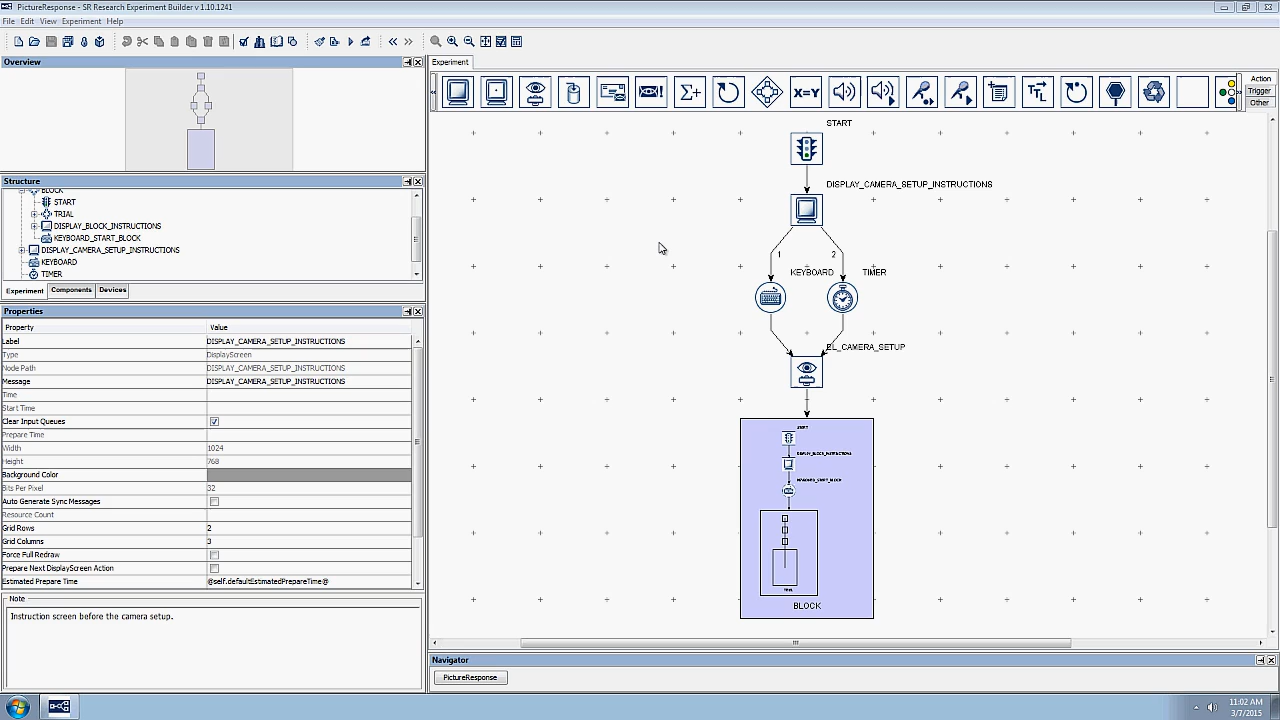 PictureResponse - SR Research Experiment Builder v 1.10.1241
File Edit View Experiment Help
Overview
Structure
BLOCK
START
TRIAL
DISPLAY_BLOCK_INSTRUCTIONS
KEYBOARD_START_BLOCK
DISPLAY_CAMERA_SETUP_INSTRUCTIONS
KEYBOARD
TIMER
Experiment Components Devices
Properties
Property Value
Label DISPLAY_CAMERA_SETUP_INSTRUCTIONS
Type DisplayScreen
Node Path DISPLAY_CAMERA_SETUP_INSTRUCTIONS
Message DISPLAY_CAMERA_SETUP_INSTRUCTIONS
Time
Start Time
Clear Input Queues
Prepare Time
Width 1024
Height 768
Background Color
Bits Per Pixel 32
Auto Generate Sync Messages
Resource Count
Grid Rows 2
Grid Columns 3
Force Full Redraw
Prepare Next DisplayScreen Action
Estimated Prepare Time @self.defaultEstimatedPrepareTime@
Note
Instruction screen before the camera setup.
Experiment
X=Y
TTL
Action
Trigger
Other
START
DISPLAY_CAMERA_SETUP_INSTRUCTIONS
1 2
KEYBOARD TIMER
EL_CAMERA_SETUP
START
DISPLAY_BLOCK_INSTRUCTIONS
KEYBOARD_START_BLOCK
TRIAL
BLOCK
Navigator
PictureResponse
11:02 AM
3/7/2015